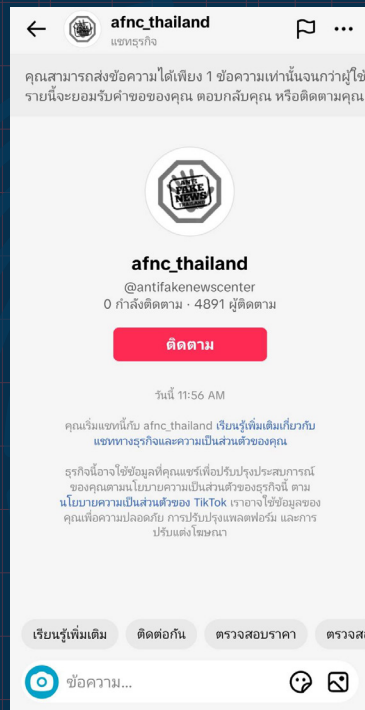 afnc_thailand
แชทธุรกิจ
คุณสามารถส่งข้อความได้เพียง 1 ข้อความเท่านั้นจนกว่าผู้ใช้
รายนี้จะยอมรับคำขอของคุณ ตอบกลับคุณ หรือติดตามคุณ
ANTI
FAKE
NEWS
afnc_thailand
@antifakenewscenter
0 กำลังติดตาม · 4891 ผู้ติดตาม
ติดตาม
วันนี้ 11:56 AM
คุณเริ่มแชทนี้กับ afnc_thailand เรียนรู้เพิ่มเติมเกี่ยวกับ
แชททางธุรกิจและความเป็นส่วนตัวของคุณ
ธุรกิจนี้อาจใช้ข้อมูลที่คุณแชร์เพื่อปรับปรุงประสบการณ์
ของคุณตามนโยบายความเป็นส่วนตัวของธุรกิจนี้ ตาม
นโยบายความเป็นส่วนตัวของ TikTok เราอาจใช้ข้อมูลของ
คุณเพื่อความปลอดภัย การปรับปรุงแพลตฟอร์ม และการ
ปรับแต่งโฆษณา
เรียนรู้เพิ่มเติม
ติดต่อกัน
ตรวจสอบราคา
ข้อความ...